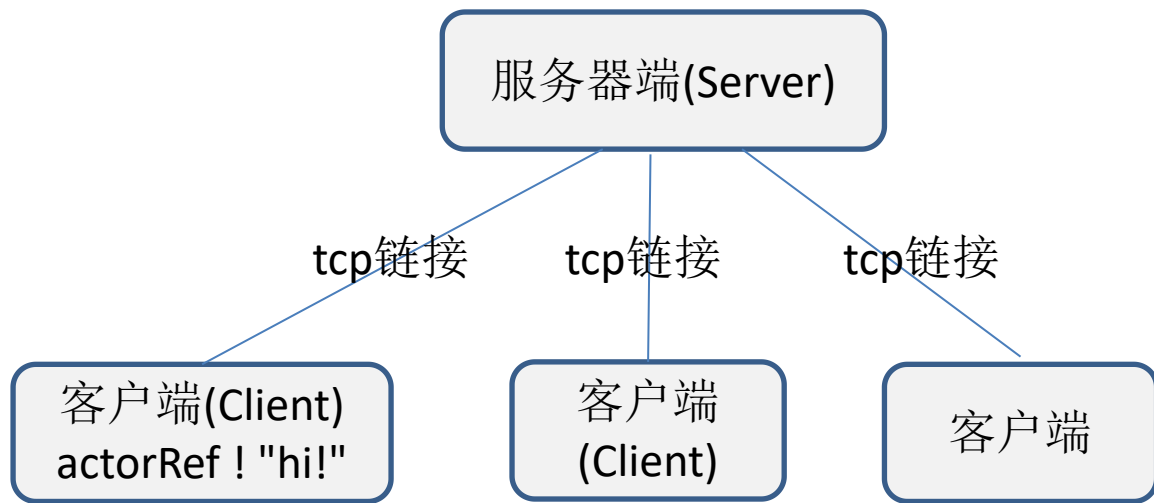 服务器端(Server)
tcp链接
tcp链接
tcp链接
客户端(Client)
actorRef ! "hi!"
客户端
(Client)
客户端